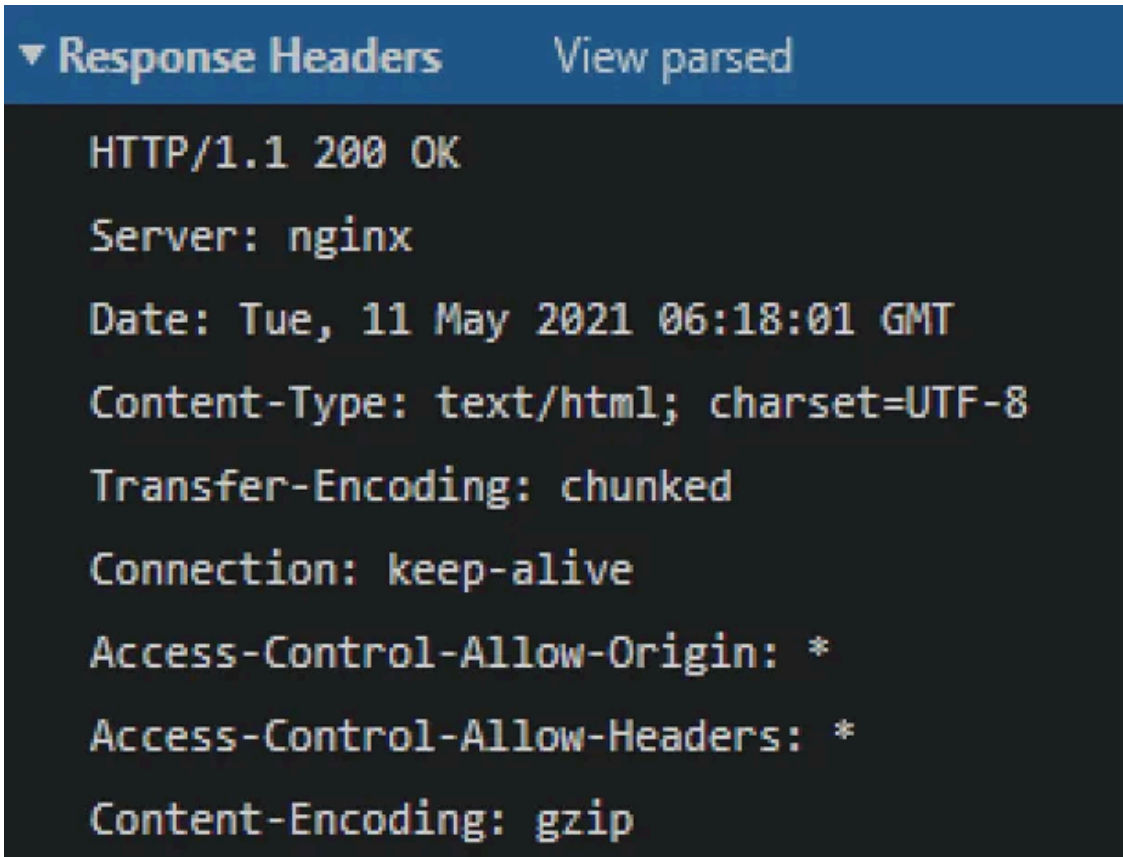 Response Headers View parsed
HTTP/1.1 200 OK
Server: nginx
Date: Tue, 11 May 2021 06:18:01 GMT
Content-Type: text/html; charset=UTF-8
Transfer-Encoding: chunked
Connection: keep-alive
Access-Control-Allow-Origin: *
Access-Control-Allow-Headers: *
Content-Encoding: gzip